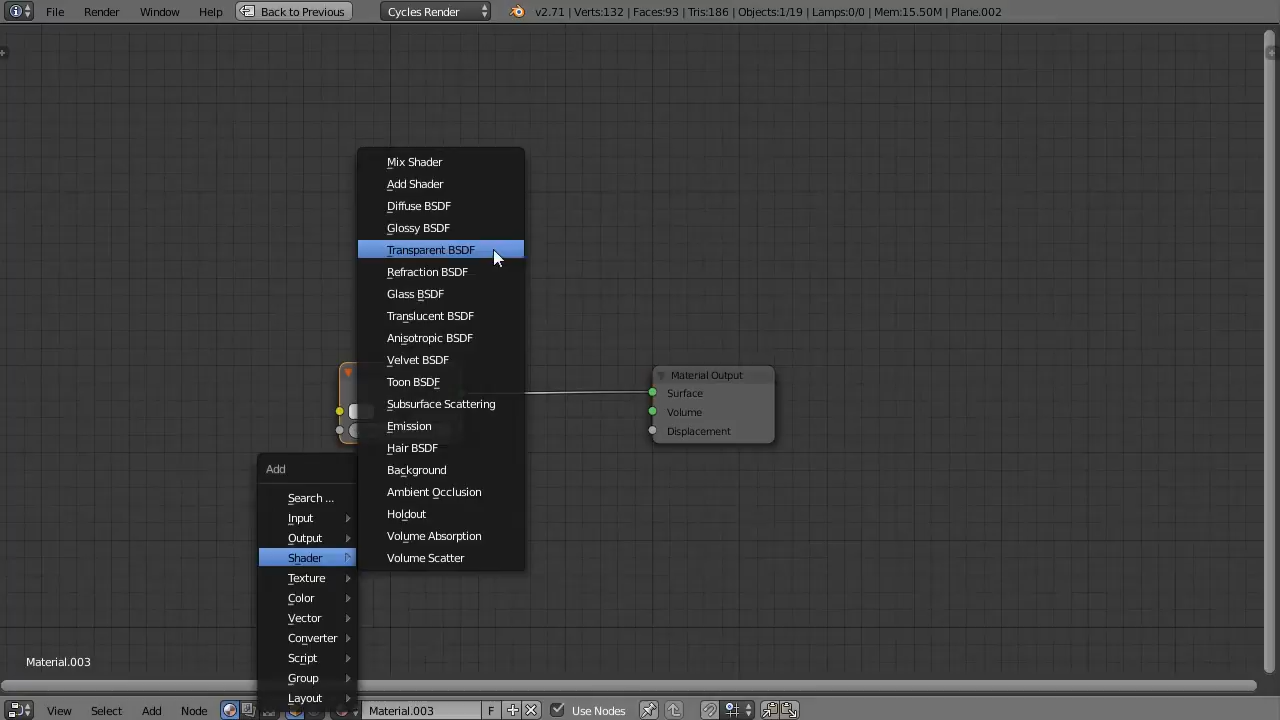 File Render Window Help Back to Previous Cycles Render v2.71 | Verts:132 | Faces:93 | Tris:186 | Objects:1/19 | Lamps:0/0 | Mem:15.50M | Plane.002
Mix Shader
Add Shader
Diffuse BSDF
Glossy BSDF
Transparent BSDF
Refraction BSDF
Glass BSDF
Translucent BSDF
Anisotropic BSDF
Velvet BSDF
Toon BSDF
Subsurface Scattering
Emission
Hair BSDF
Background
Ambient Occlusion
Holdout
Volume Absorption
Volume Scatter
Material Output
Surface
Volume
Displacement
Add
Search ...
Input
Output
Shader
Texture
Color
Vector
Converter
Script
Group
Layout
Material.003
View Select Add Node Material.003 F Use Nodes